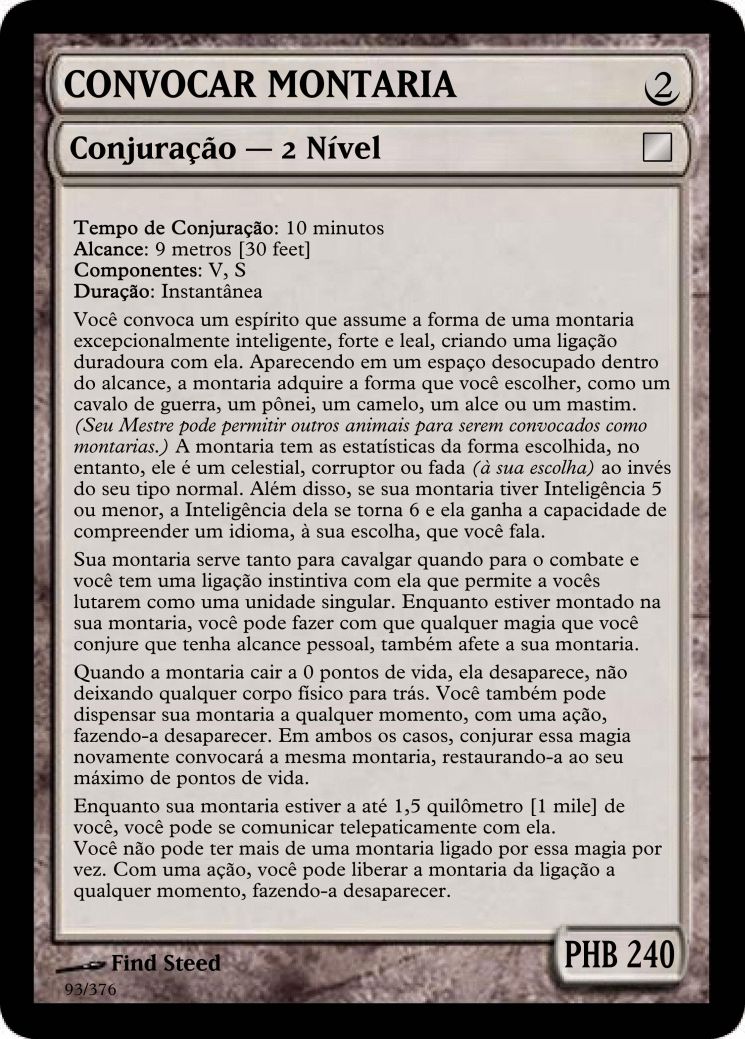 CONVOCAR MONTARIA
2
Conjuração — 2 Nível
Tempo de Conjuração: 10 minutos
Alcance: 9 metros [30 feet]
Componentes: V, S
Duração: Instantânea
Você convoca um espírito que assume a forma de uma montaria
excepcionalmente inteligente, forte e leal, criando uma ligação
duradoura com ela. Aparecendo em um espaço desocupado dentro
do alcance, a montaria adquire a forma que você escolher, como um
cavalo de guerra, um pônei, um camelo, um alce ou um mastim.
(Seu Mestre pode permitir outros animais para serem convocados como
montarias.) A montaria tem as estatísticas da forma escolhida, no
entanto, ele é um celestial, corruptor ou fada (à sua escolha) ao invés
do seu tipo normal. Além disso, se sua montaria tiver Inteligência 5
ou menor, a Inteligência dela se torna 6 e ela ganha a capacidade de
compreender um idioma, à sua escolha, que você fala.
Sua montaria serve tanto para cavalgar quando para o combate e
você tem uma ligação instintiva com ela que permite a vocês
lutarem como uma unidade singular. Enquanto estiver montado na
sua montaria, você pode fazer com que qualquer magia que você
conjure que tenha alcance pessoal, também afete a sua montaria.
Quando a montaria cair a 0 pontos de vida, ela desaparece, não
deixando qualquer corpo físico para trás. Você também pode
dispensar sua montaria a qualquer momento, com uma ação,
fazendo-a desaparecer. Em ambos os casos, conjurar essa magia
novamente convocará a mesma montaria, restaurando-a ao seu
máximo de pontos de vida.
Enquanto sua montaria estiver a até 1,5 quilômetro [1 mile] de
você, você pode se comunicar telepaticamente com ela.
Você não pode ter mais de uma montaria ligado por essa magia por
vez. Com uma ação, você pode liberar a montaria da ligação a
qualquer momento, fazendo-a desaparecer.
PHB 240
Find Steed
93/376